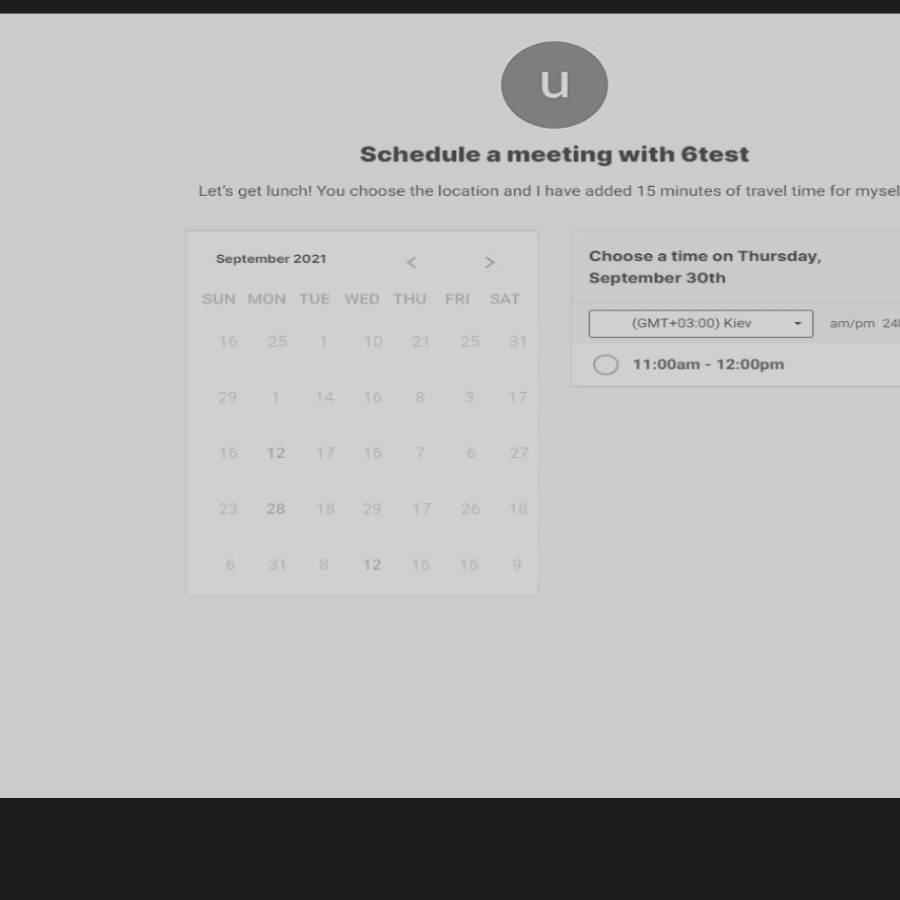 u
Schedule a meeting with 6test
Let's get lunch! You choose the location and I have added 15 minutes of travel time for mysel
September 2021 < >
SUN MON TUE WED THU FRI SAT
16 25 1 10 21 25 31
29 1 14 16 8 3 17
16 12 17 16 7 6 27
23 28 18 29 17 26 18
6 31 8 12 16 16 9
Choose a time on Thursday,
September 30th
(GMT+03:00) Kiev am/pm 24h
11:00am - 12:00pm